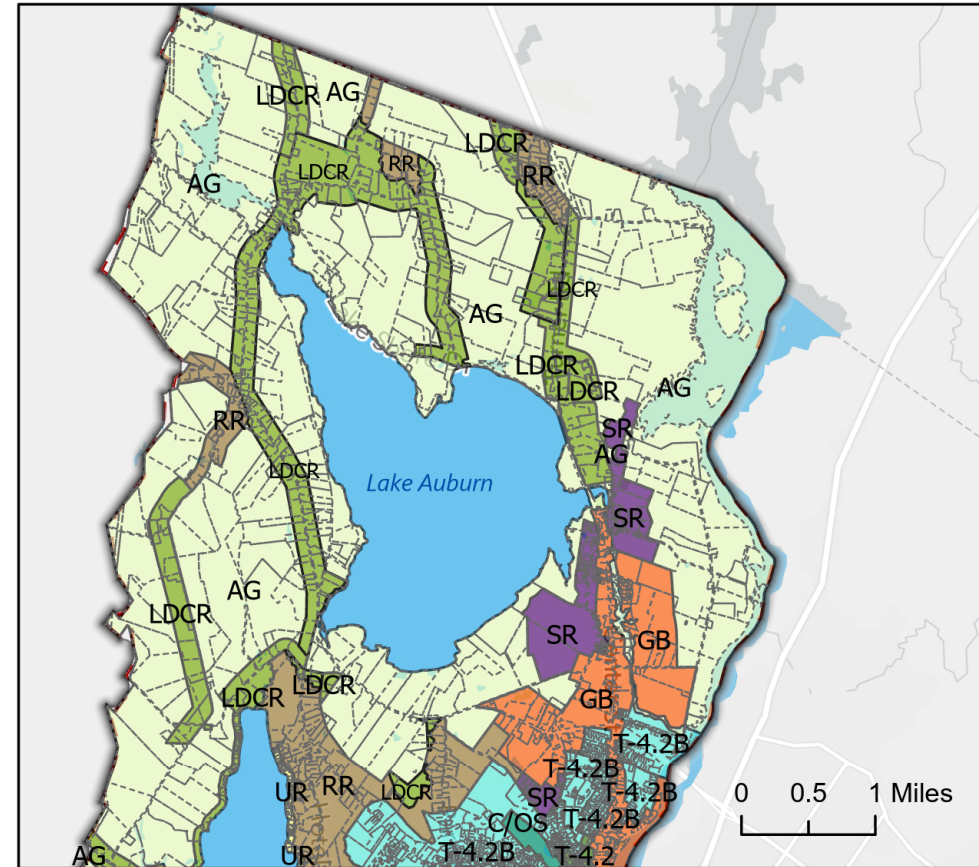 LDCR
AG
LDCR
RR
LDCR
RR
AG
LDCR
AG
LDCR
LDCR
AG
RR
SR
AG
LDCR
Lake Auburn
SR
AG
LDCR
SR
GB
LDCR
LDCR
GB
T-4.2B
T-4.2B
UR
RR
LDCR
SR
T-4.2B
0 0.5 1 Miles
C/OS
T-4.2B
AG
UR
T-4.2B
T-4.2